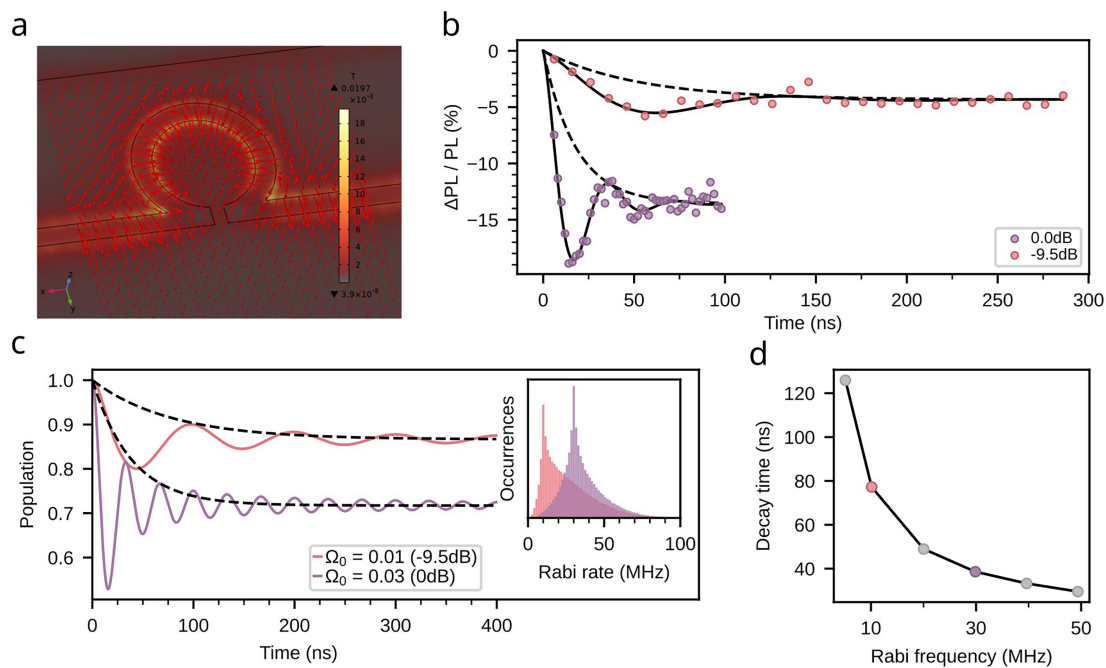 a
T
▲ 0.0197
×10⁻³
18
16
14
12
10
8
6
4
2
▼ 3.9×10⁻⁸
z
x
y
b
ΔPL / PL (%)
0
−5
−10
−15
0.0dB
-9.5dB
0 50 100 150 200 250 300
Time (ns)
c
Population
1.0
0.9
0.8
0.7
0.6
Ω₀ = 0.01 (-9.5dB)
Ω₀ = 0.03 (0dB)
0 100 200 300 400
Time (ns)
Occurrences
0 50 100
Rabi rate (MHz)
d
Decay time (ns)
120
100
80
60
40
10 30 50
Rabi frequency (MHz)